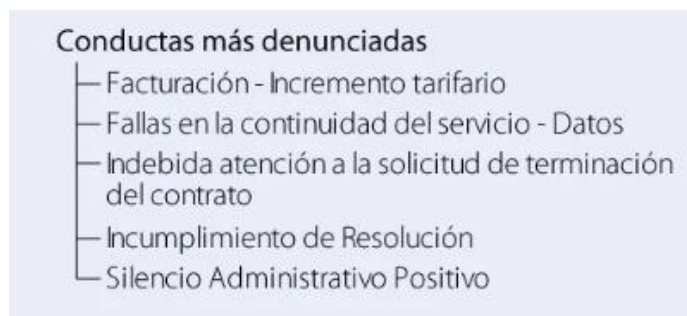 Conductas más denunciadas
Facturación - Incremento tarifario
Fallas en la continuidad del servicio - Datos
Indebida atención a la solicitud de terminación
del contrato
Incumplimiento de Resolución
Silencio Administrativo Positivo